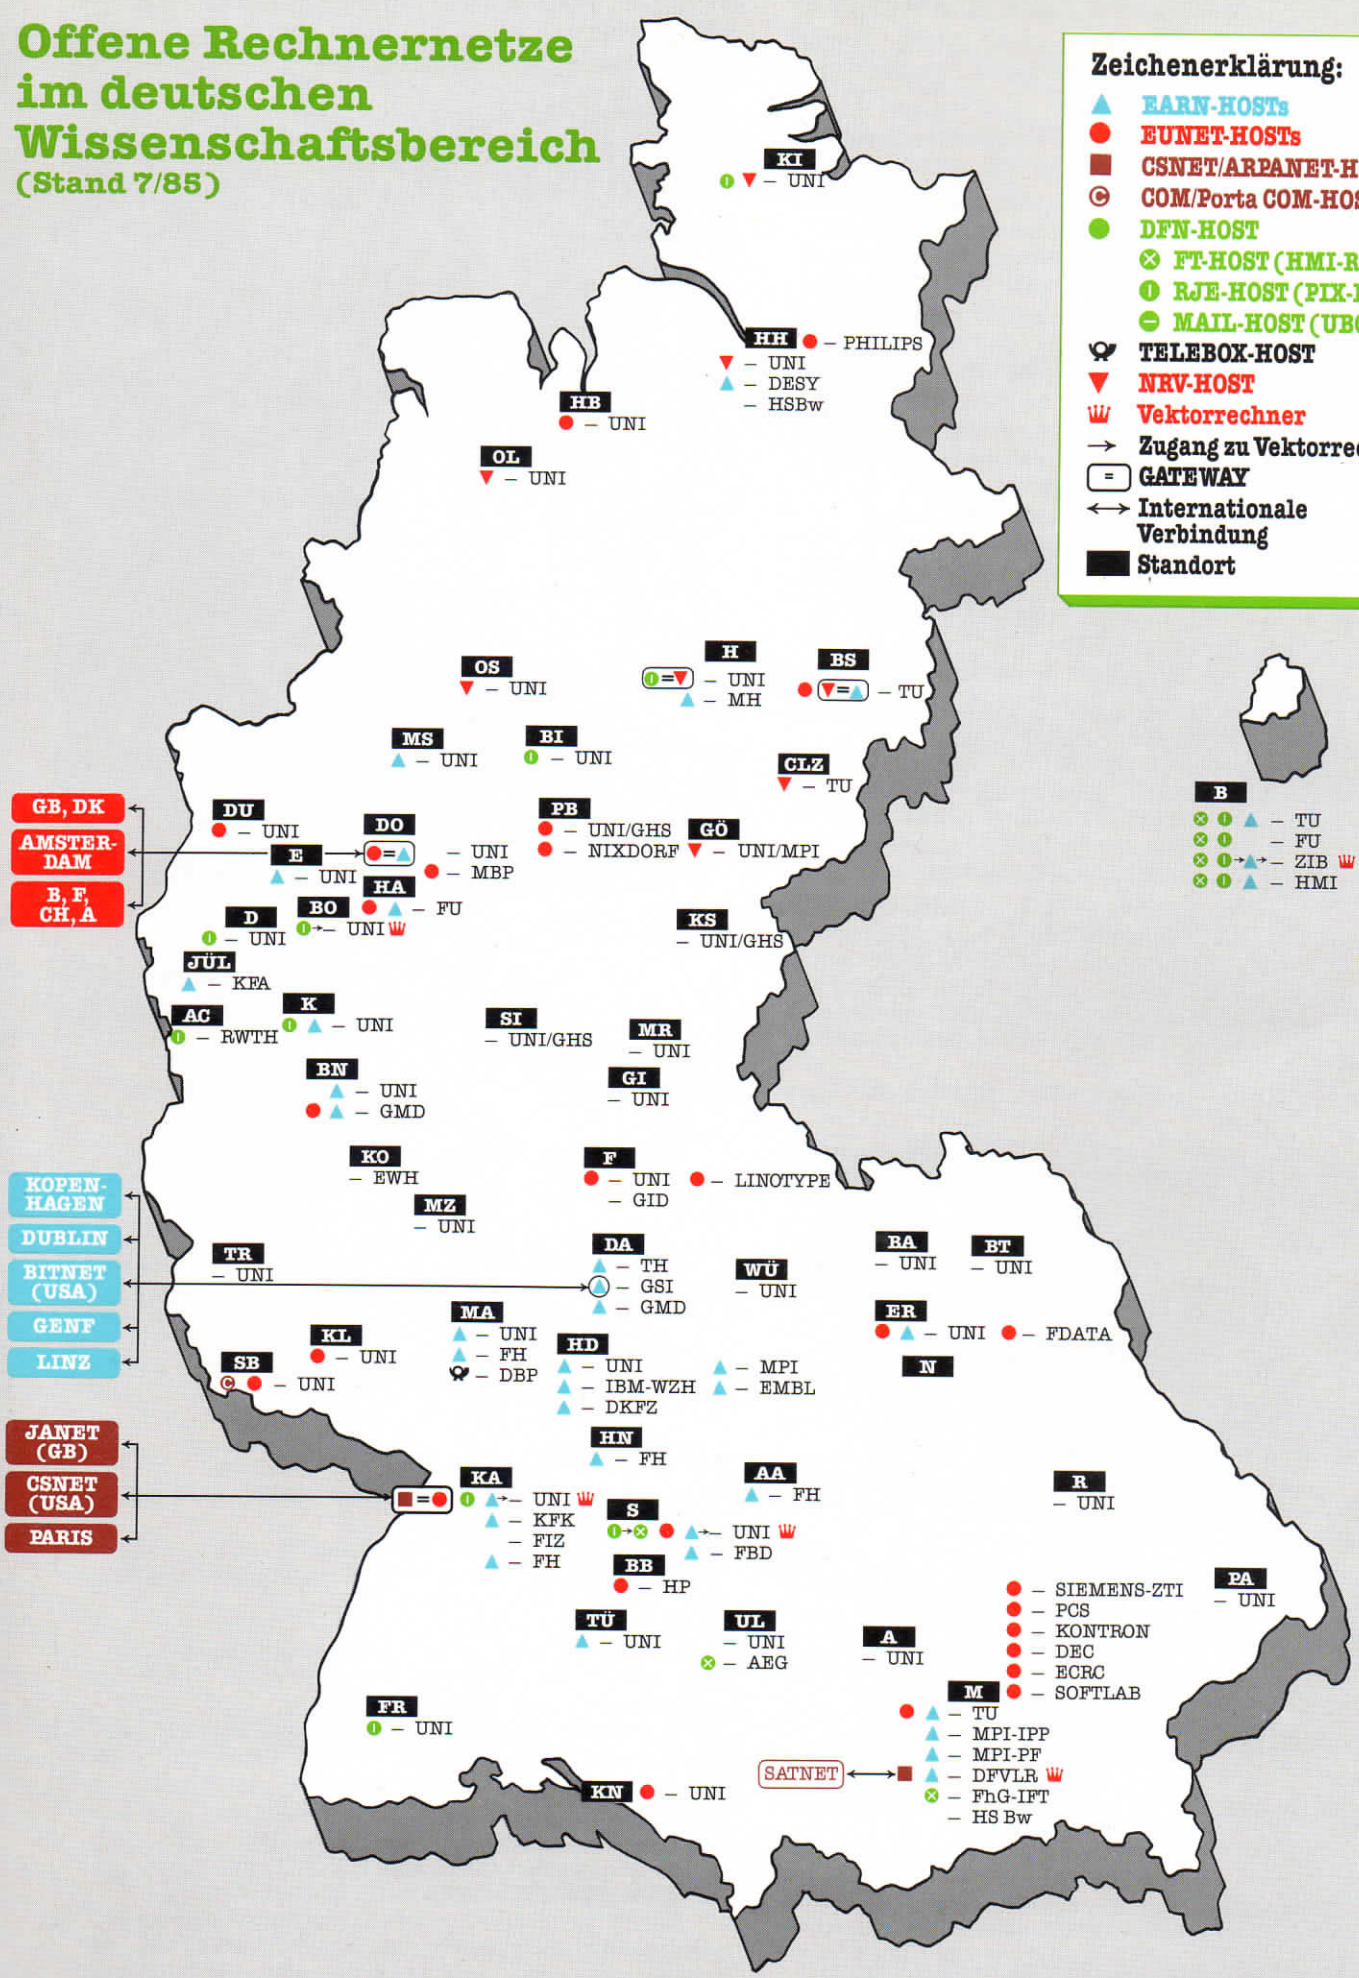 Offene Rechnernetze
im deutschen
Wissenschaftsbereich
(Stand 7/85)
Zeichenerklärung:
EARN-HOSTs
EUNET-HOSTs
CSNET/ARPANET-H
COM/Porta COM-HOS
DFN-HOST
FT-HOST (HMI-R
RJE-HOST (PIX-
MAIL-HOST (UB
TELEBOX-HOST
NRV-HOST
Vektorrechner
Zugang zu Vektorre
= GATEWAY
Internationale
Verbindung
Standort
KI
– UNI
HH – PHILIPS
– UNI
– DESY
– HSBw
HB
– UNI
OL
– UNI
H
= – UNI
– MH
BS
= – TU
OS
– UNI
MS
– UNI
BI
– UNI
CLZ
– TU
B
– TU
– FU
– ZIB
– HMI
GB, DK
AMSTER-
DAM
B, F,
CH, A
DU
– UNI
DO
= – UNI
– MBP
E
– UNI
PB
– UNI/GHS
– NIXDORF
GÖ
– UNI/MPI
HA
– FU
BO
– UNI
D
– UNI
KS
– UNI/GHS
JÜL
– KFA
AC
– RWTH
K
– UNI
SI
– UNI/GHS
MR
– UNI
BN
– UNI
– GMD
GI
– UNI
KO
– EWH
F
– UNI – LINOTYPE
– GID
MZ
– UNI
KOPEN-
HAGEN
DUBLIN
BITNET
(USA)
GENF
LINZ
TR
– UNI
DA
– TH
– GSI
– GMD
WÜ
– UNI
BA
– UNI
BT
– UNI
MA
– UNI
– FH
– DBP
ER
– UNI – FDATA
N
KL
– UNI
SB
C – UNI
HD
– UNI – MPI
– IBM-WZH – EMBL
– DKFZ
JANET
(GB)
CSNET
(USA)
PARIS
HN
– FH
KA
= – UNI
– KFK
– FIZ
– FH
AA
– FH
R
– UNI
S
– UNI
– FBD
BB
– HP
PA
– UNI
TÜ
– UNI
UL
– UNI
– AEG
A
– UNI
– SIEMENS-ZTI
– PCS
– KONTRON
– DEC
– ECRC
– SOFTLAB
M
– TU
– MPI-IPP
– MPI-PF
SATNET – DFVLR
– FhG-IFT
– HS Bw
FR
– UNI
KN – UNI